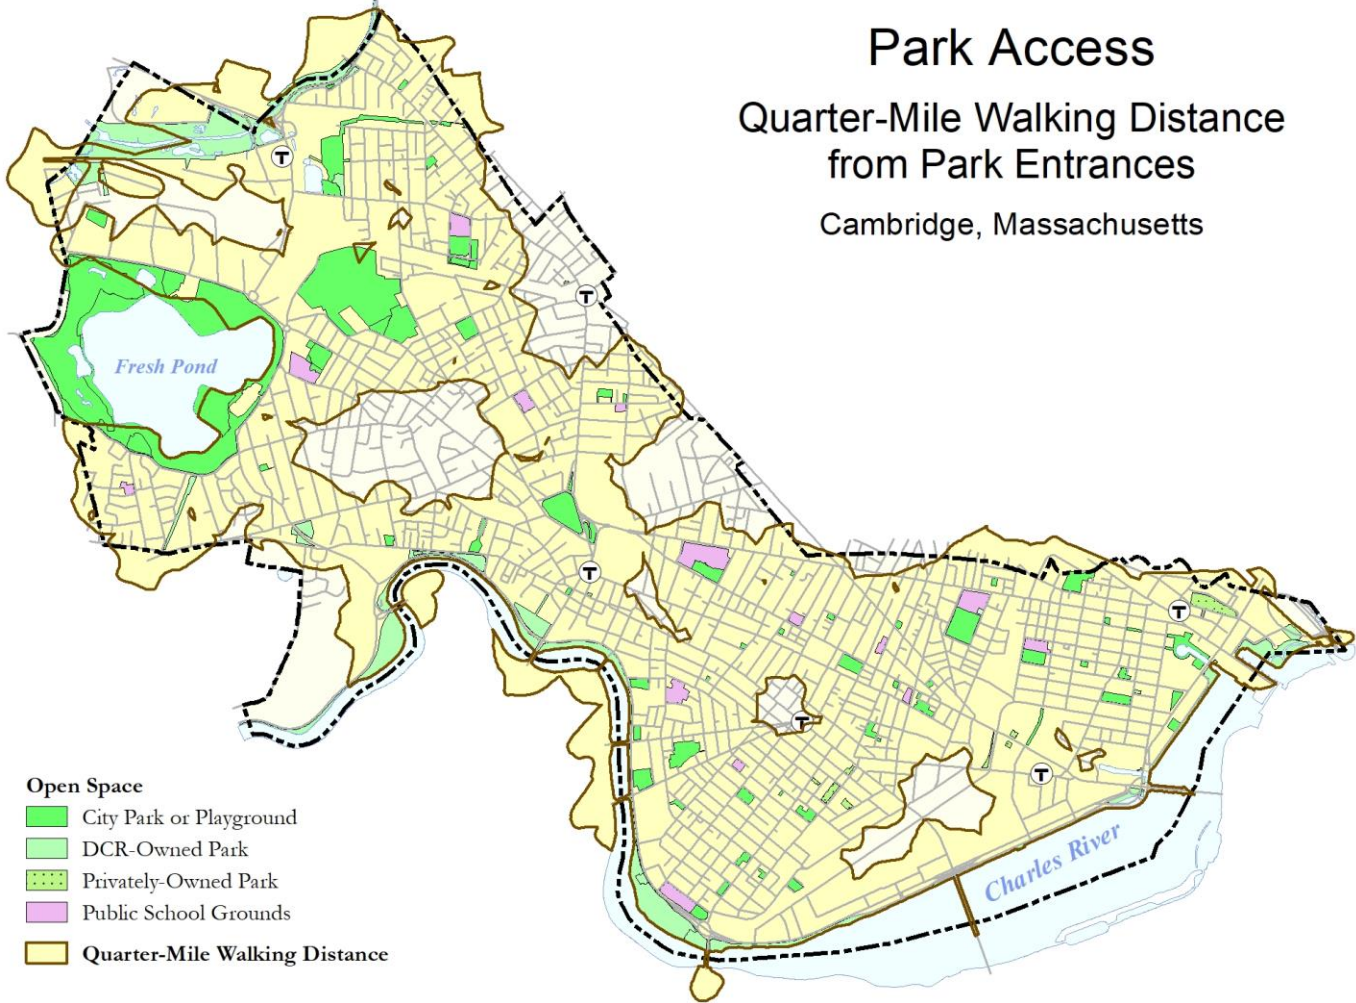 Park Access
Quarter-Mile Walking Distance
from Park Entrances
Cambridge, Massachusetts
T
T
Fresh Pond
T
T
T
T
Charles River
Open Space
City Park or Playground
DCR-Owned Park
Privately-Owned Park
Public School Grounds
Quarter-Mile Walking Distance